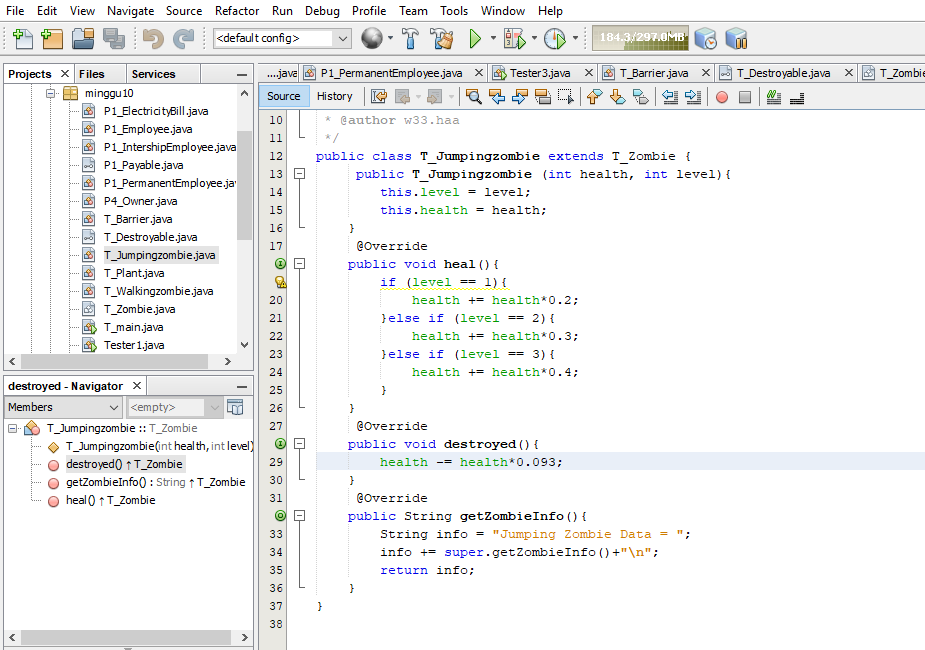 File Edit View Navigate Source Refactor Run Debug Profile Team Tools Window Help
<default config> 184.3/297.0MB
Projects Files Services
minggu10
P1_ElectricityBill.java
P1_Employee.java
P1_IntershipEmployee.java
P1_Payable.java
P1_PermanentEmployee.jav
P4_Owner.java
T_Barrier.java
T_Destroyable.java
T_Jumpingzombie.java
T_Plant.java
T_Walkingzombie.java
T_Zombie.java
T_main.java
Tester1.java
destroyed - Navigator
Members <empty>
T_Jumpingzombie :: T_Zombie
T_Jumpingzombie(int health, int level)
destroyed() ↑ T_Zombie
getZombieInfo() : String ↑ T_Zombie
heal() ↑ T_Zombie
....java P1_PermanentEmployee.java Tester3.java T_Barrier.java T_Destroyable.java T_Zombie
Source History
10 * @author w33.haa
11 */
12 public class T_Jumpingzombie extends T_Zombie {
13 public T_Jumpingzombie (int health, int level){
14 this.level = level;
15 this.health = health;
16 }
17 @Override
public void heal(){
if (level == 1){
20 health += health*0.2;
21 }else if (level == 2){
22 health += health*0.3;
23 }else if (level == 3){
24 health += health*0.4;
25 }
26 }
27 @Override
public void destroyed(){
29 health -= health*0.093;
30 }
31 @Override
public String getZombieInfo(){
33 String info = "Jumping Zombie Data = ";
34 info += super.getZombieInfo()+"\n";
35 return info;
36 }
37 }
38